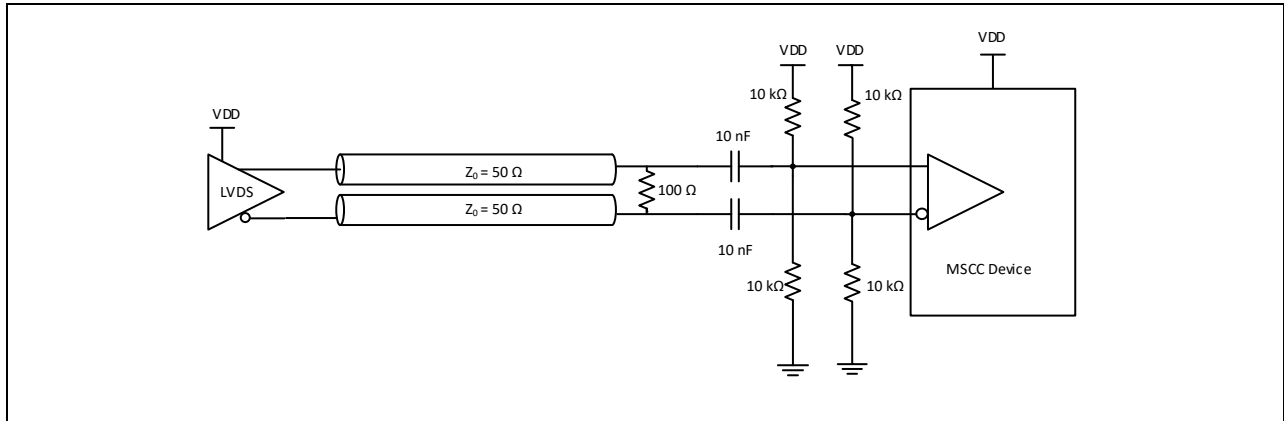 VDD
VDD
VDD
VDD
10 kΩ
10 kΩ
10 nF
LVDS
Z₀ = 50 Ω
100 Ω
Z₀ = 50 Ω
10 nF
10 kΩ
10 kΩ
MSCC Device